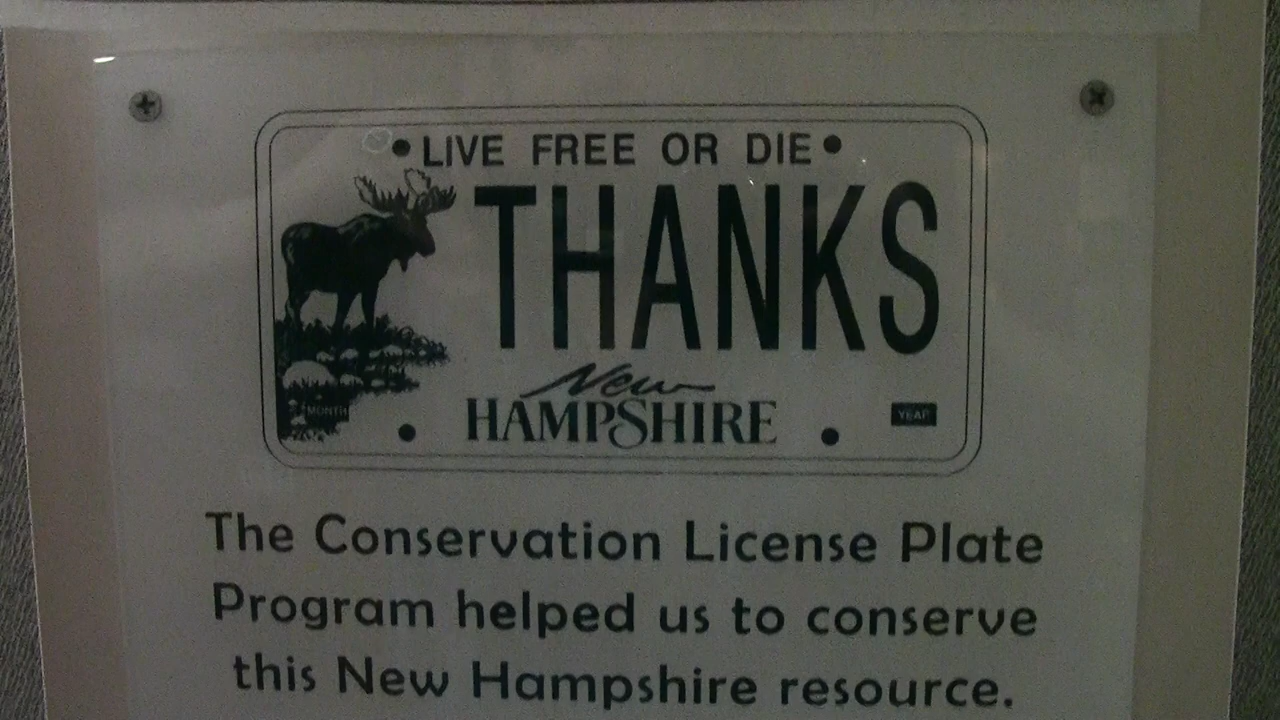 • LIVE FREE OR DIE •
THANKS
New
HAMPSHIRE
MONTH
YEAR
The Conservation License Plate
Program helped us to conserve
this New Hampshire resource.